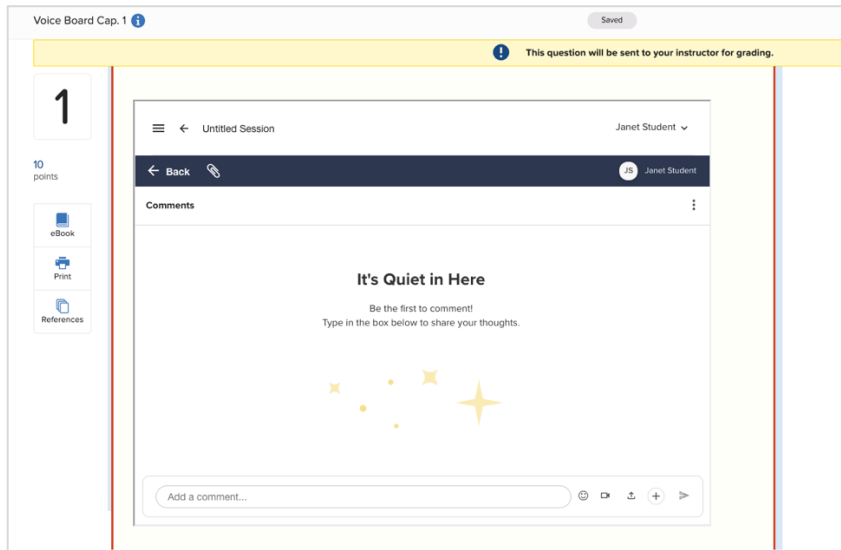 Voice Board Cap. 1
Saved
This question will be sent to your instructor for grading.
1
10
points
eBook
Print
References
Untitled Session
Janet Student
Back
JS
Janet Student
Comments
It's Quiet in Here
Be the first to comment!
Type in the box below to share your thoughts.
Add a comment...